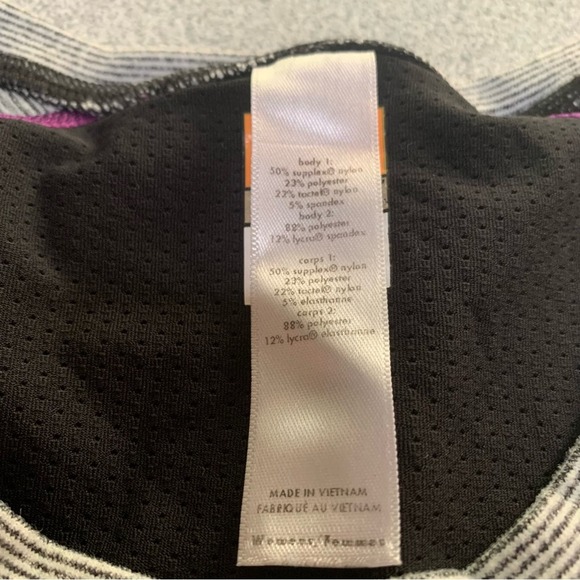 body 1:
50% supplex® nylon
23% polyester
22% tactel® nylon
5% spandex
body 2:
88% polyester
12% lycra® spandex
corps 1:
50% supplex® nylon
23% polyester
22% tactel® nylon
5% elasthanne
corps 2:
88% polyester
12% lycra® elasthanne
MADE IN VIETNAM
FABRIQUÉ AU VIETNAM
Womens/Femmes